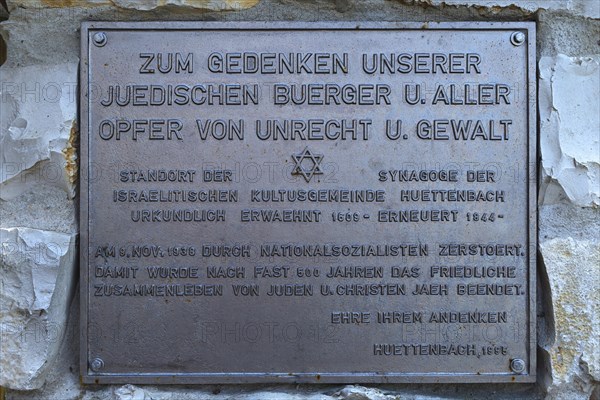 ZUM GEDENKEN UNSERER
JUEDISCHEN BUERGER U. ALLER
OPFER VON UNRECHT U. GEWALT
STANDORT DER SYNAGOGE DER
ISRAELITISCHEN KULTUSGEMEINDE HUETTENBACH
URKUNDLICH ERWAEHNT - ERNEUERT 1844 -
AM 9. NOV. 1938 DURCH NATIONALSOZIALISTEN ZERSTOERT.
DAMIT WURDE NACH FAST 500 JAHREN DAS FRIEDLICHE
ZUSAMMENLEBEN VON JUDEN U. CHRISTEN JAEH BEENDET.
EHRE IHREM ANDENKEN
HUETTENBACH,